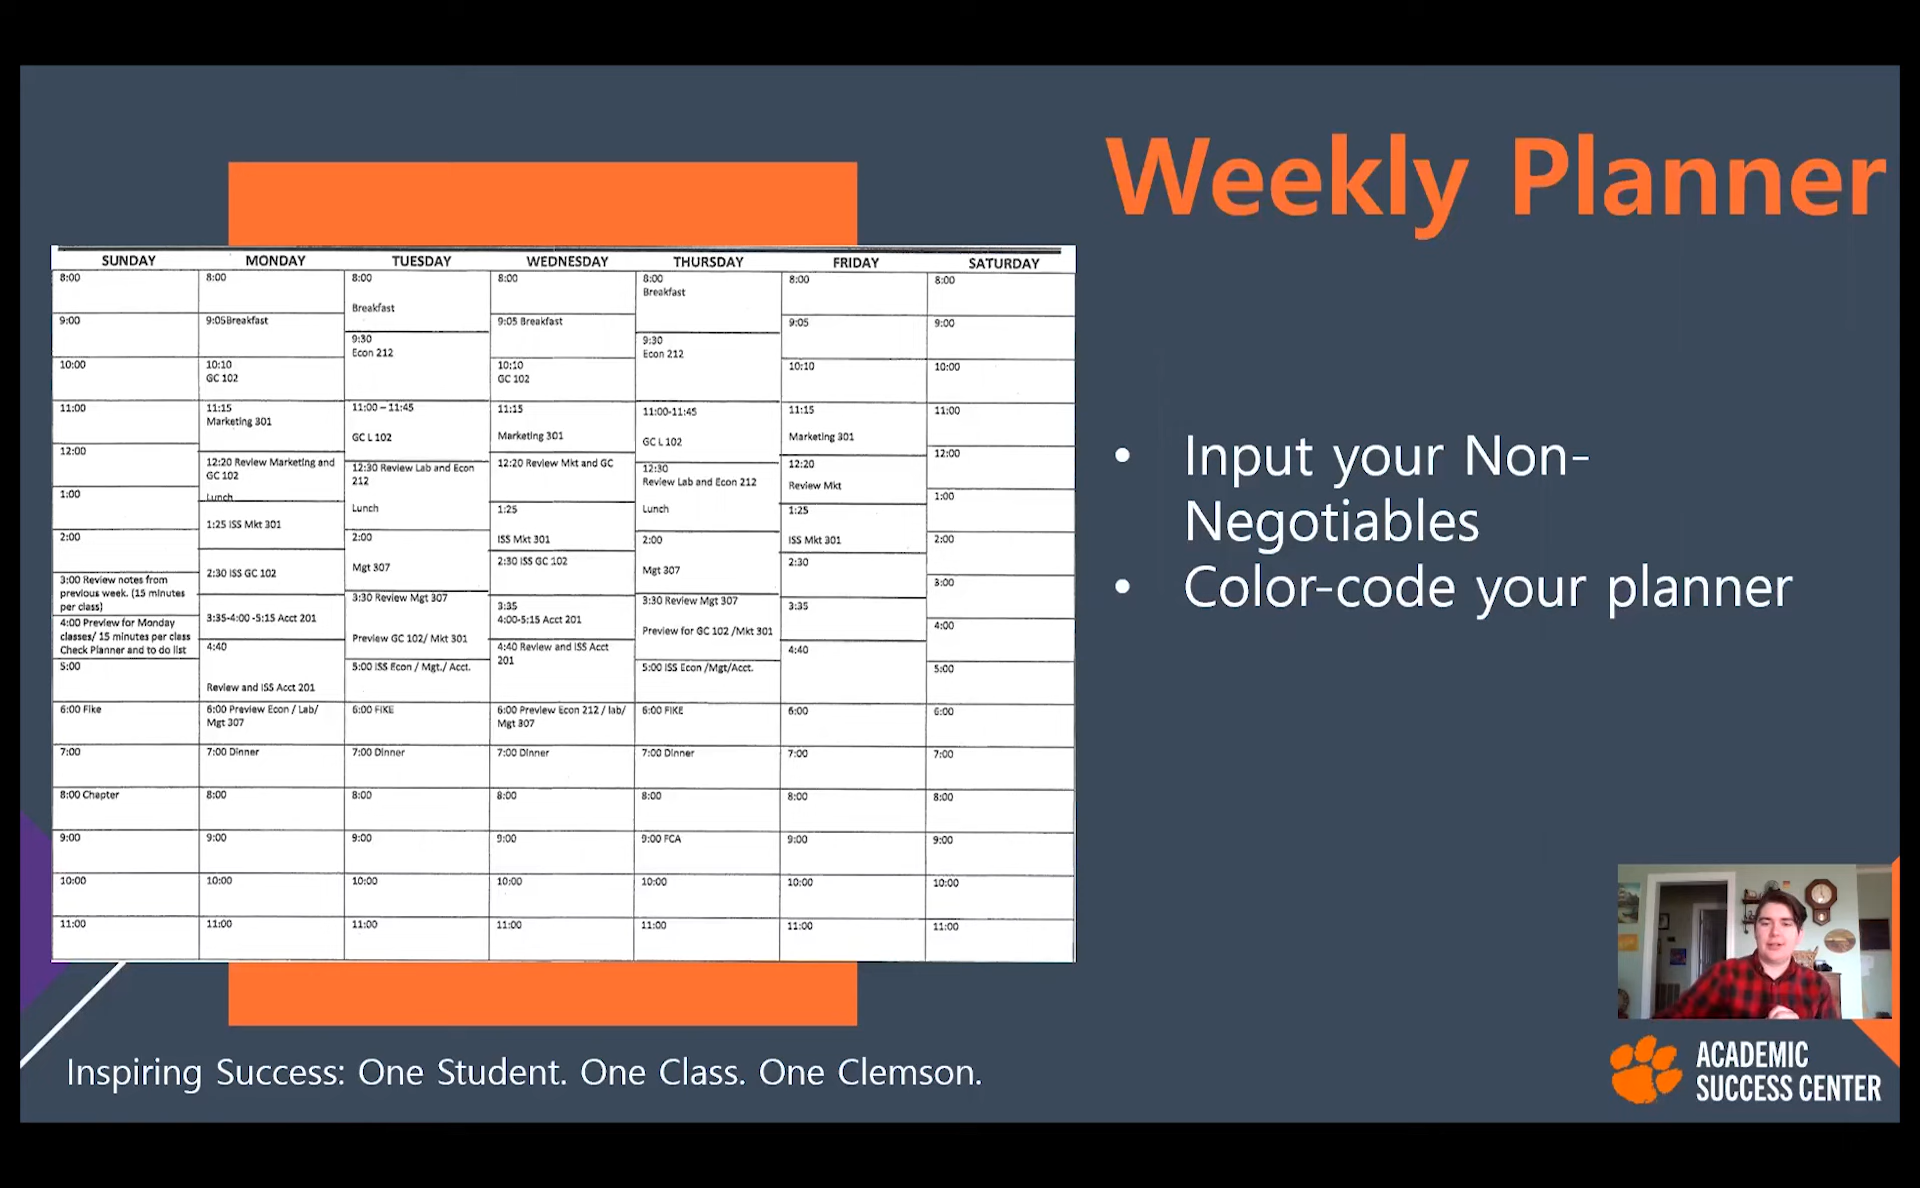 Weekly Planner
SUNDAY MONDAY TUESDAY WEDNESDAY THURSDAY FRIDAY SATURDAY
8:00
9:00
10:00
11:00
12:00
1:00
2:00
3:00 Review notes from
previous week. (15 minutes
per class)
4:00 Preview for Monday
classes/ 15 minutes per class
Check Planner and to do list
5:00
6:00 Fike
7:00
8:00 Chapter
9:00
10:00
11:00
8:00
9:05Breakfast
10:10
GC 102
11:15
Marketing 301
12:20 Review Marketing and
GC 102
Lunch
1:25 ISS Mkt 301
2:30 ISS GC 102
3:35-4:00 -5:15 Acct 201
4:40
Review and ISS Acct 201
6:00 Preview Econ / Lab/
Mgt 307
7:00 Dinner
8:00
9:00
10:00
11:00
8:00
Breakfast
9:30
Econ 212
11:00 – 11:45
GC L 102
12:30 Review Lab and Econ
212
Lunch
2:00
Mgt 307
3:30 Review Mgt 307
Preview GC 102/ Mkt 301
5:00 ISS Econ / Mgt./ Acct.
6:00 FIKE
7:00 Dinner
8:00
9:00
10:00
11:00
8:00
9:05 Breakfast
10:10
GC 102
11:15
Marketing 301
12:20 Review Mkt and GC
1:25
ISS Mkt 301
2:30 ISS GC 102
3:35
4:00-5:15 Acct 201
4:40 Review and ISS Acct
201
6:00 Preview Econ 212 / lab/
Mgt 307
7:00 Dinner
8:00
9:00
10:00
11:00
8:00
Breakfast
9:30
Econ 212
11:00-11:45
GC L 102
12:30
Review Lab and Econ 212
Lunch
2:00
Mgt 307
3:30 Review Mgt 307
Preview for GC 102 /Mkt 301
5:00 ISS Econ /Mgt/Acct.
6:00 FIKE
7:00 Dinner
8:00
9:00 FCA
10:00
11:00
8:00
9:05
10:10
11:15
Marketing 301
12:20
Review Mkt
1:25
ISS Mkt 301
2:30
3:35
4:40
6:00
7:00
8:00
9:00
10:00
11:00
8:00
9:00
10:00
11:00
12:00
1:00
2:00
3:00
4:00
5:00
6:00
7:00
8:00
9:00
10:00
11:00
• Input your Non-
Negotiables
• Color-code your planner
Inspiring Success: One Student. One Class. One Clemson.
ACADEMIC
SUCCESS CENTER